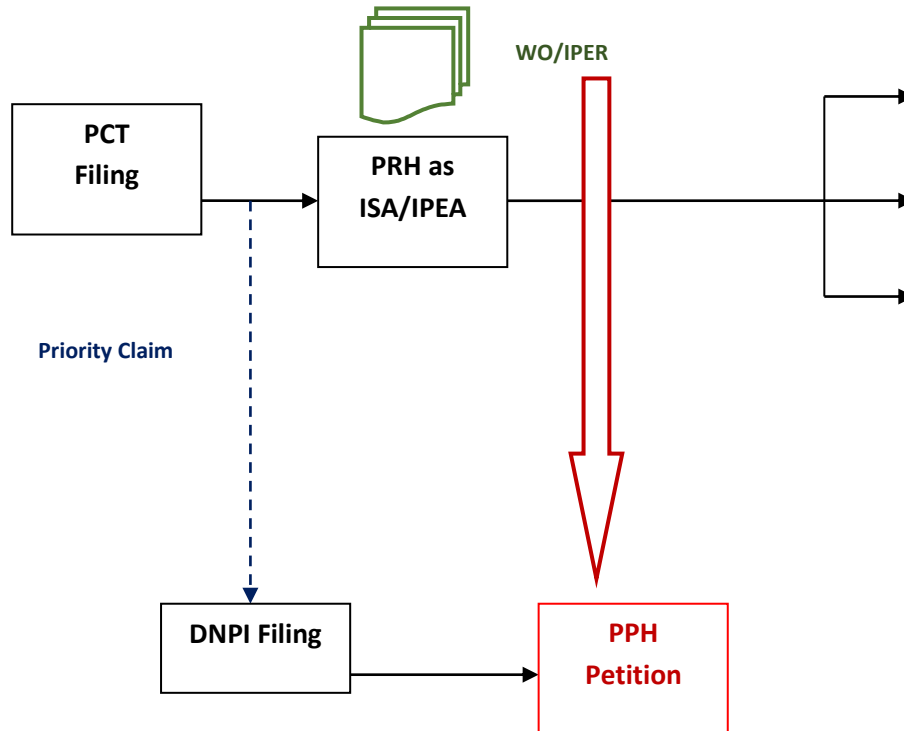 WO/IPER
PCT
Filing
PRH as
ISA/IPEA
Priority Claim
DNPI Filing
PPH
Petition